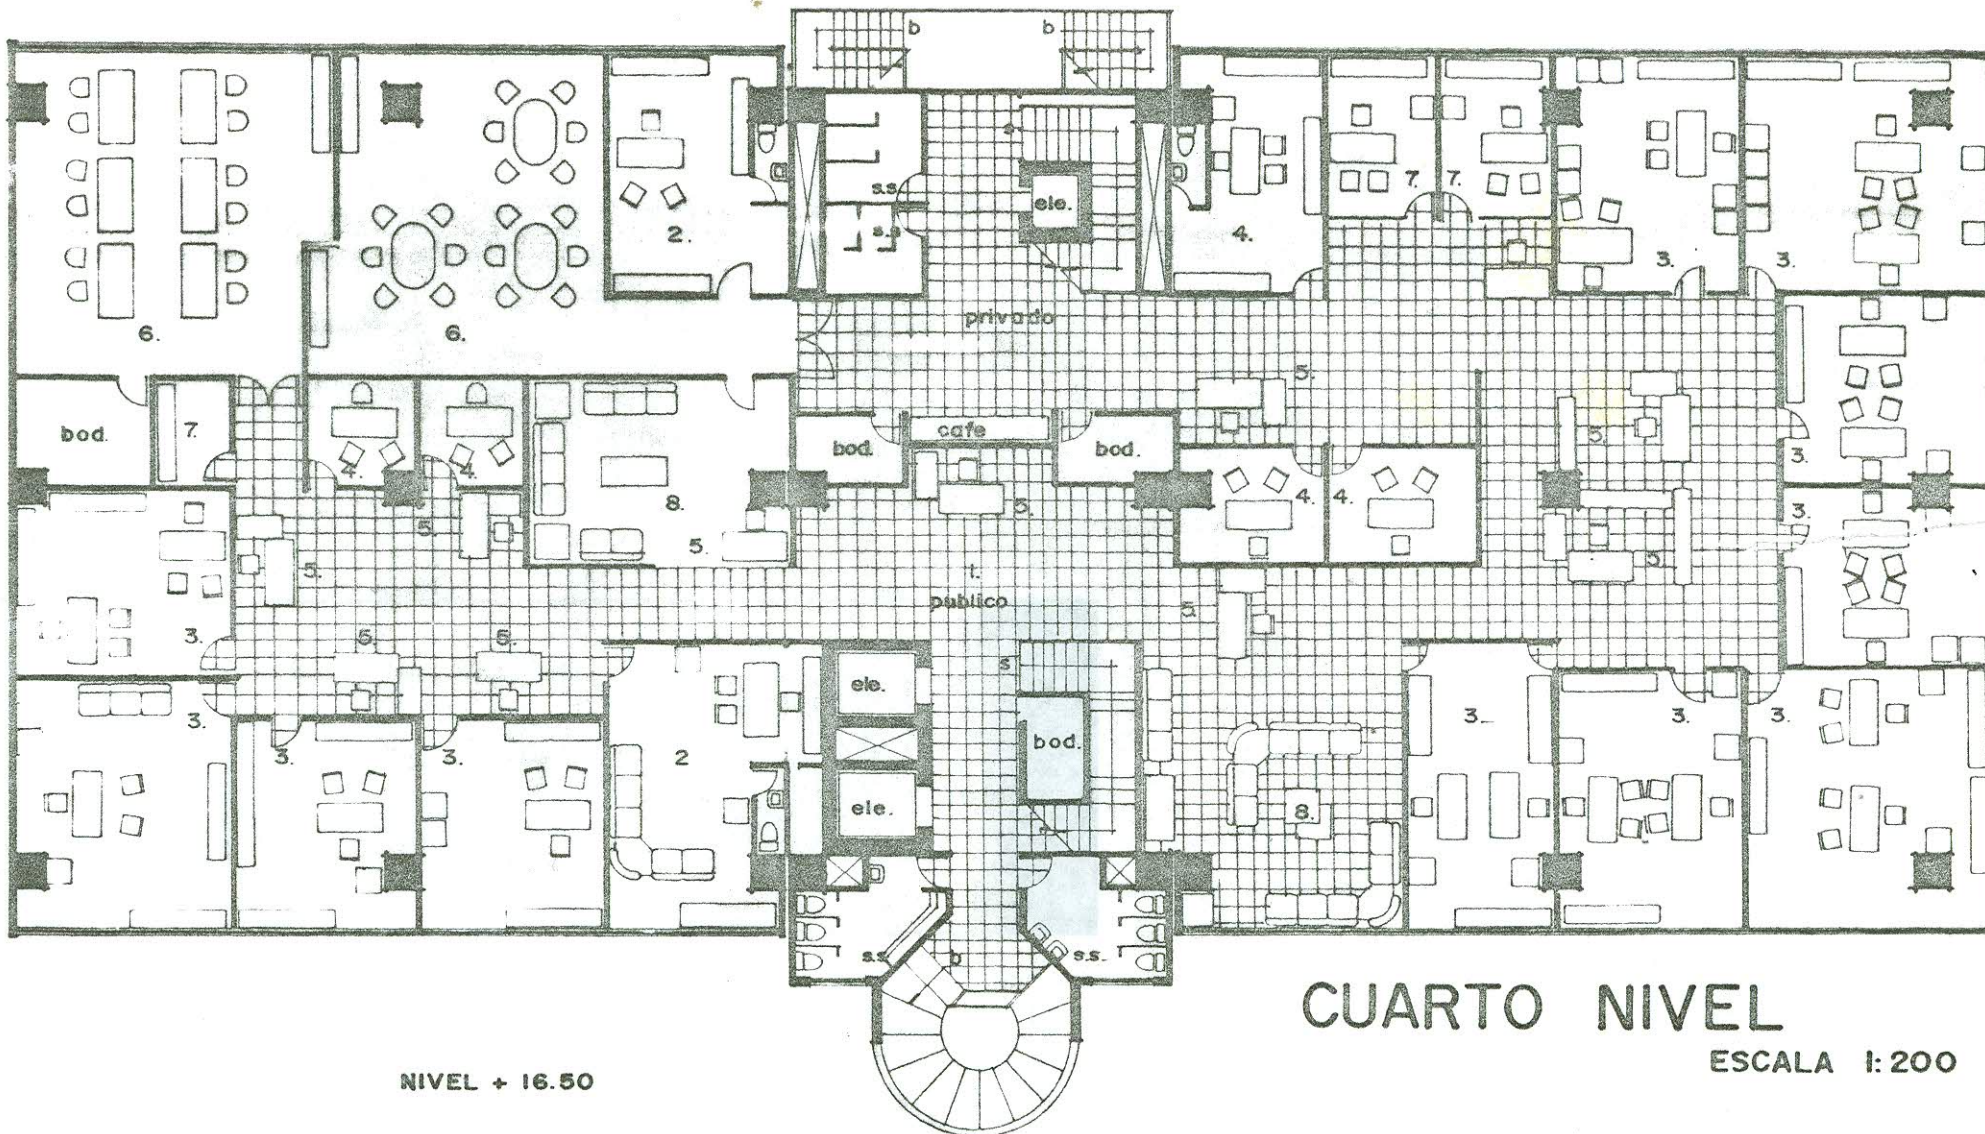 b b
s.s.
ele.
s.s
2.
4.
7. 7.
3. 3.
privado
6. 6.
5.
bod. 7. 4. 4.
bod. cafe bod.
5.
3.
8. 5. 4. 4.
5. 5.
3.
5. 5.
1.
publico
5.
3. 5. 5.
s
ele.
3. 3. 3. 2 bod. 3. 3. 3.
ele. 8.
s.s. b s.s.
CUARTO NIVEL
ESCALA 1:200
NIVEL + 16.50